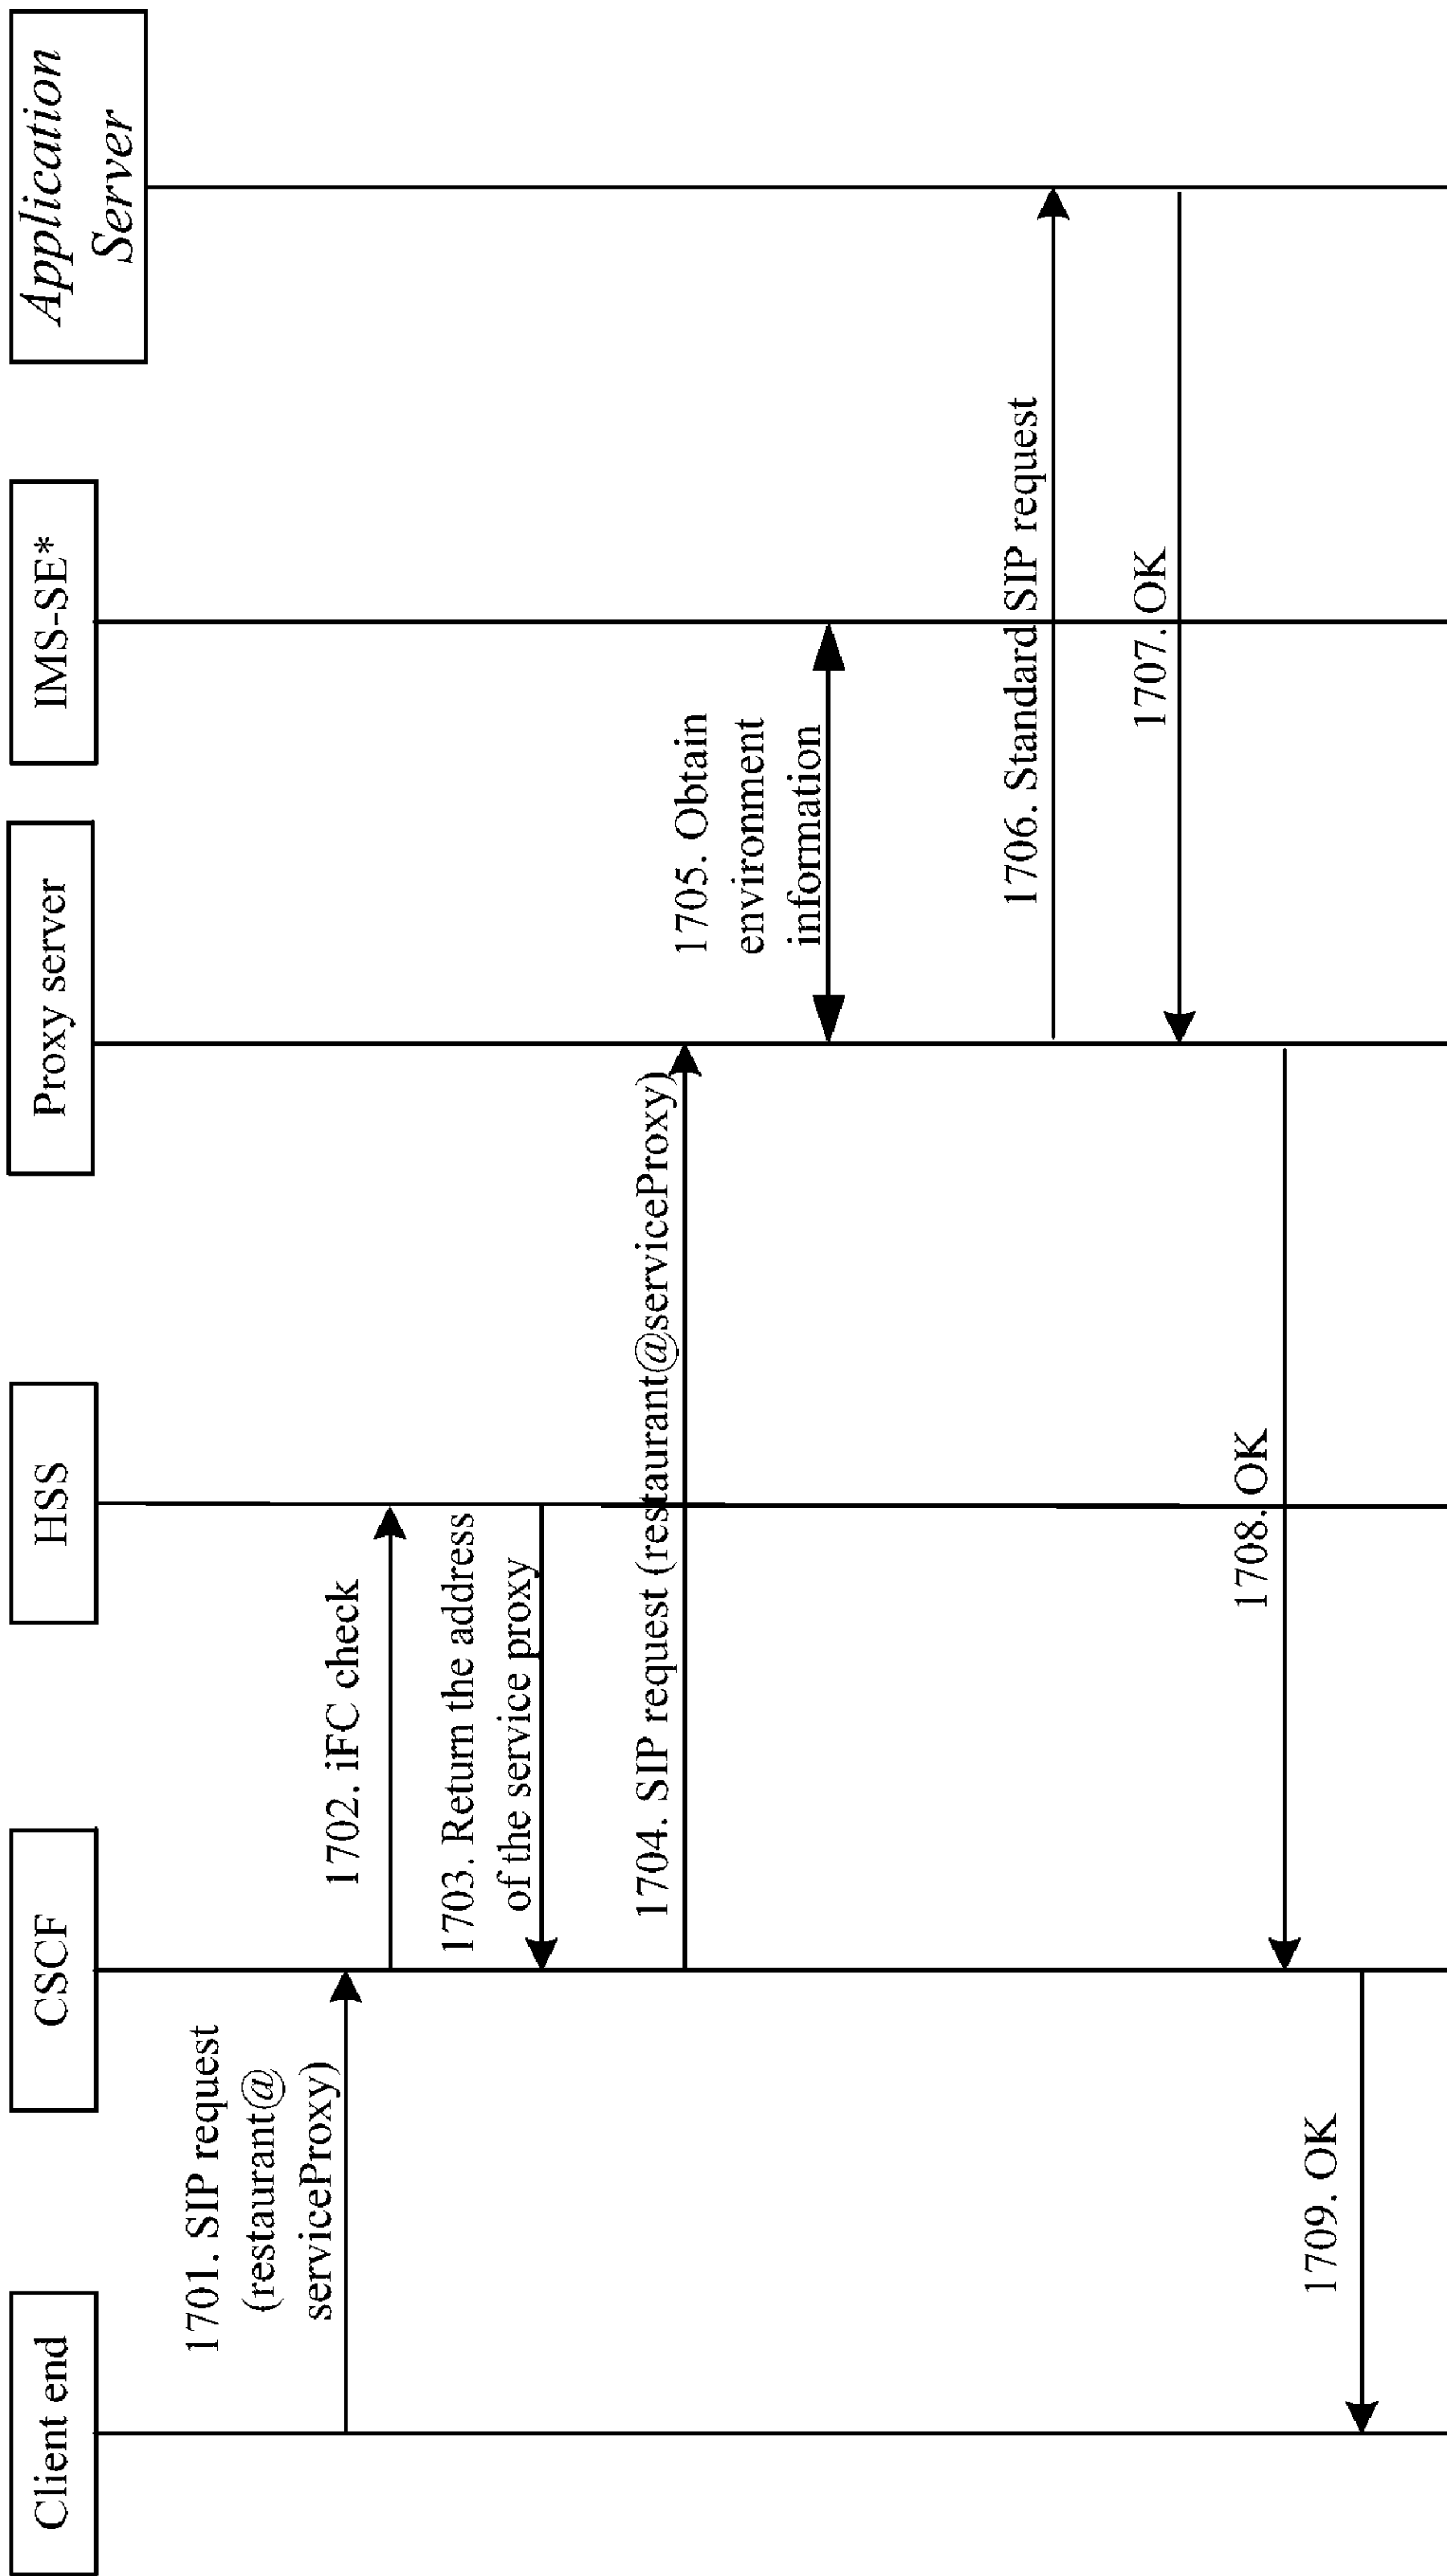 Client end
CSCF
HSS
Proxy server
IMS-SE*
Application
Server
1701. SIP request
(restaurant@
serviceProxy)
1702. iFC check
1703. Return the address
of the service proxy
1704. SIP request (restaurant@serviceProxy)
1705. Obtain
environment
information
1706. Standard SIP request
1707. OK
1708. OK
1709. OK